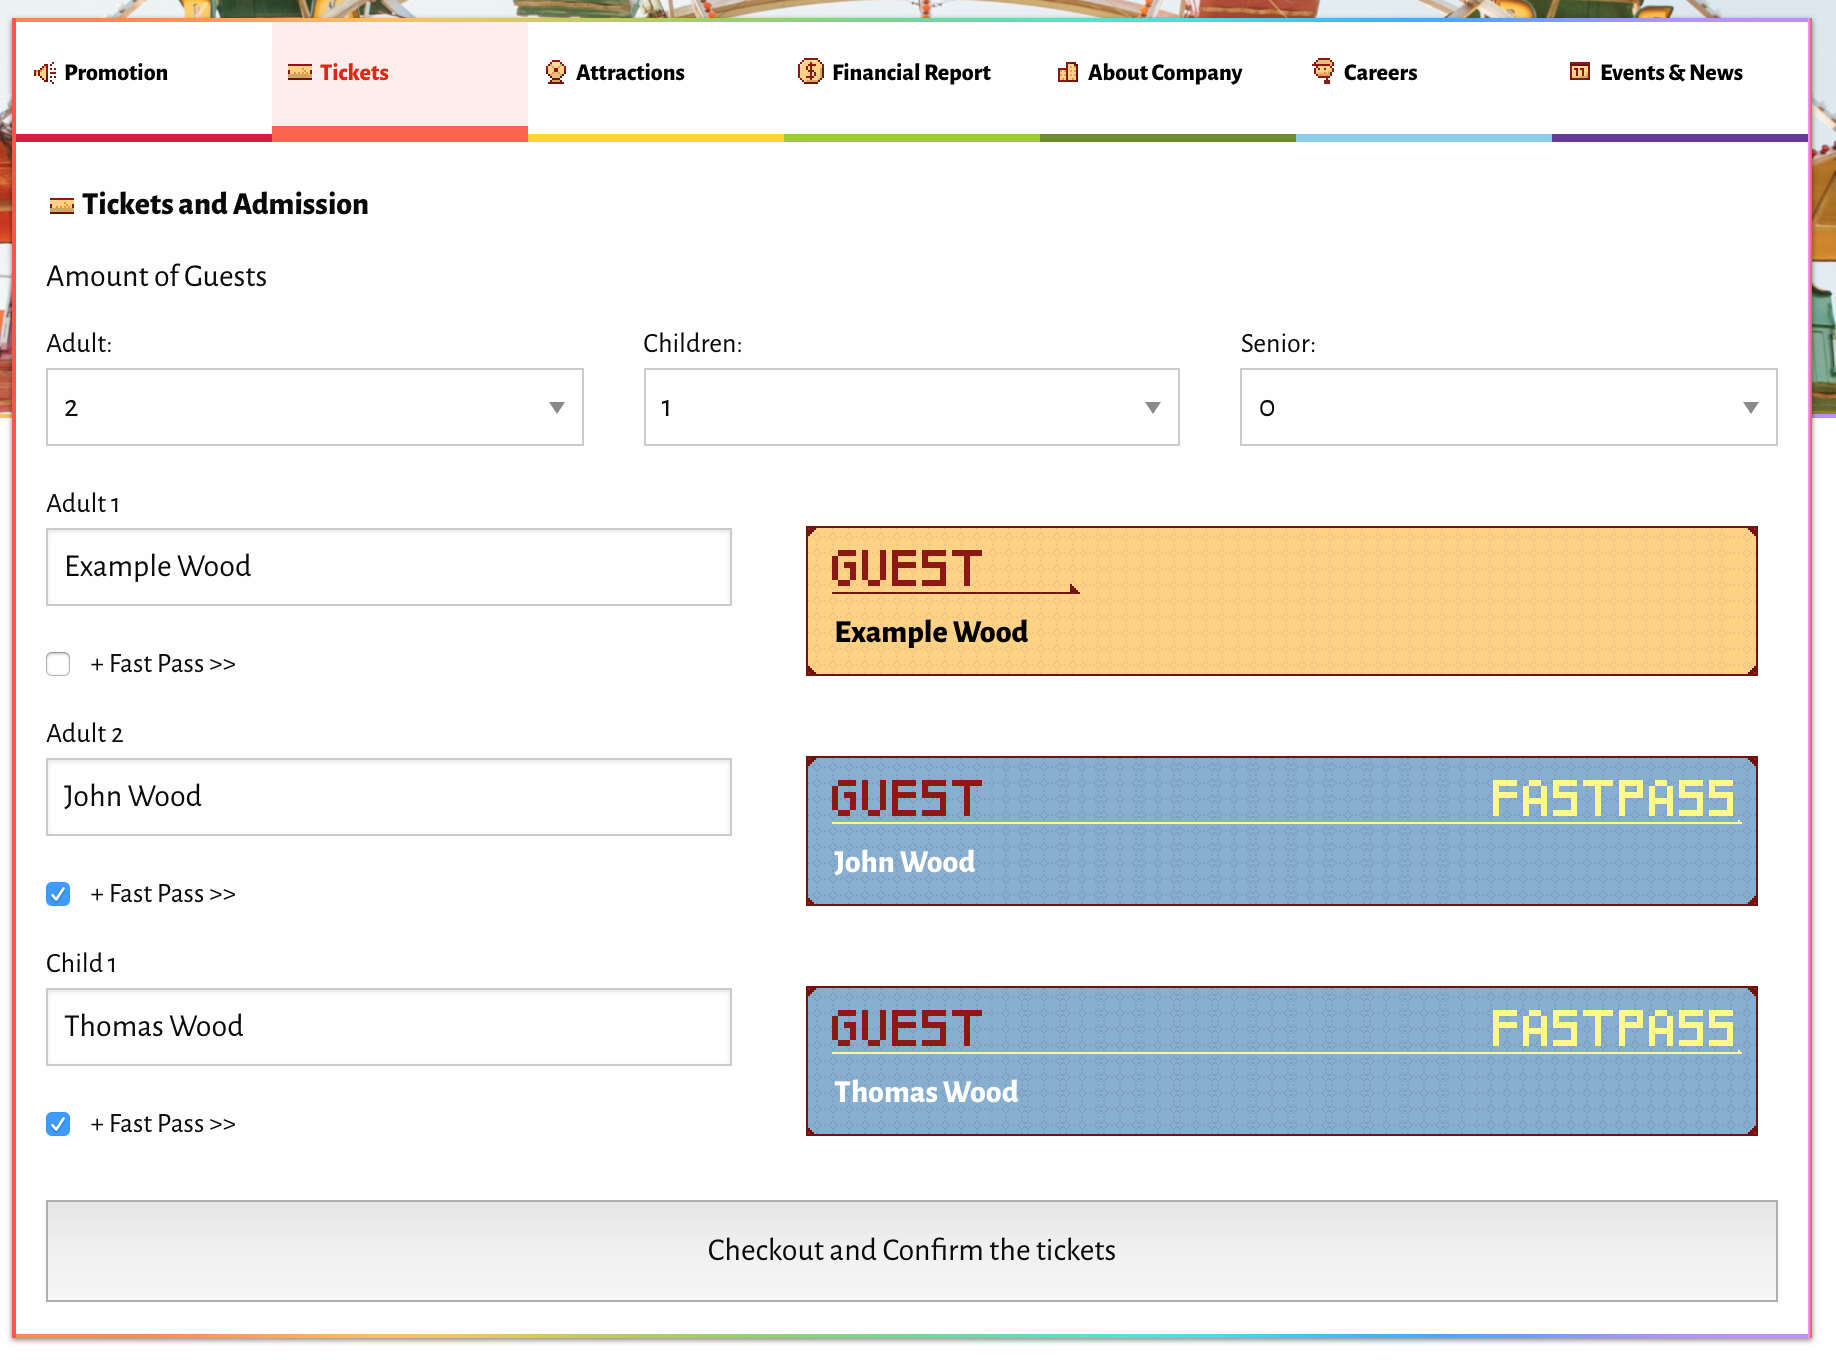 Promotion Tickets Attractions Financial Report About Company Careers Events & News
Tickets and Admission
Amount of Guests
Adult: Children: Senior:
2 1 0
Adult 1
Example Wood
+ Fast Pass >>
GUEST
Example Wood
Adult 2
John Wood
+ Fast Pass >>
GUEST FASTPASS
John Wood
Child 1
Thomas Wood
+ Fast Pass >>
GUEST FASTPASS
Thomas Wood
Checkout and Confirm the tickets